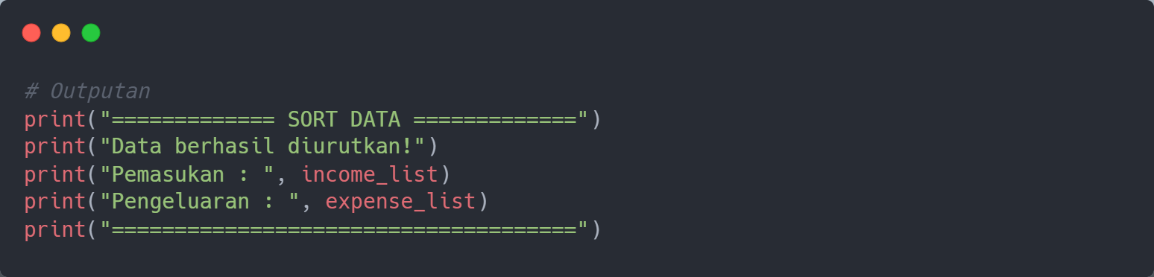 # Outputan
print("============= SORT DATA =============")
print("Data berhasil diurutkan!")
print("Pemasukan : ", income_list)
print("Pengeluaran : ", expense_list)
print("=====================================")